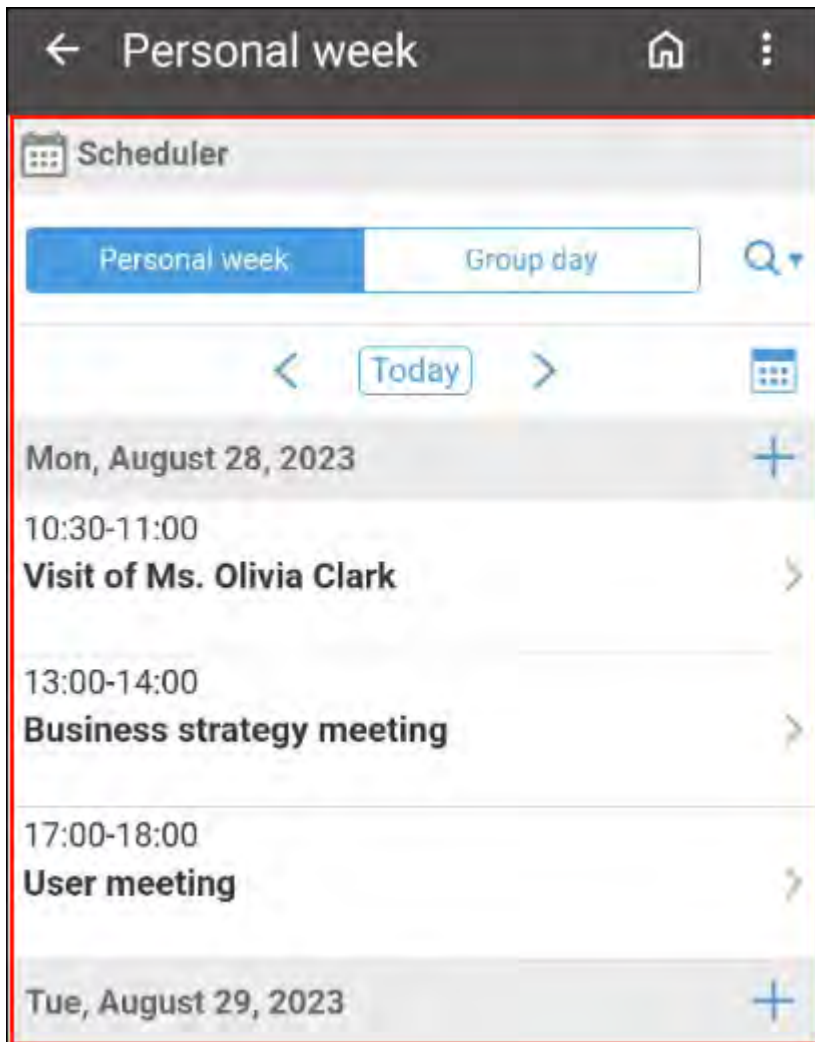 Personal week
Scheduler
Personal week Group day
Today
Mon, August 28, 2023
10:30-11:00
Visit of Ms. Olivia Clark
13:00-14:00
Business strategy meeting
17:00-18:00
User meeting
Tue, August 29, 2023